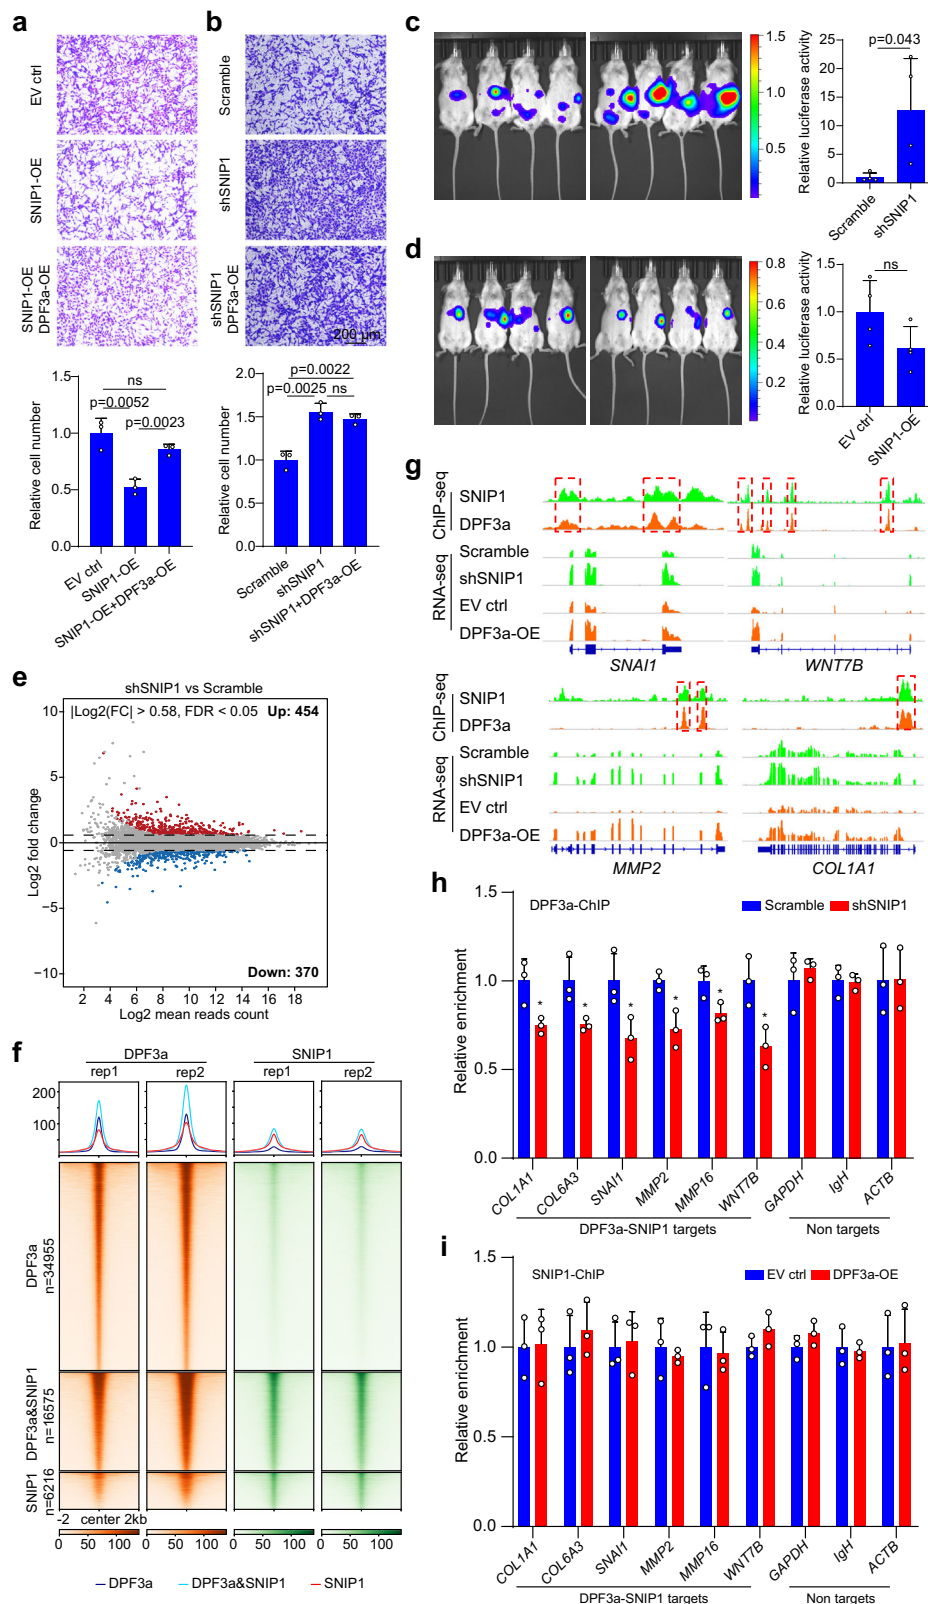 a
EV ctrl
SNIP1-OE
SNIP1-OE
DPF3a-OE
Relative cell number
1.5
1.0
0.5
0.0
ns
p=0.0052
p=0.0023
EV ctrl
SNIP1-OE
SNIP1-OE+DPF3a-OE
b
Scramble
shSNIP1
shSNIP1
DPF3a-OE
200 µm
Relative cell number
2.0
1.5
1.0
0.5
0.0
p=0.0022
p=0.0025
ns
Scramble
shSNIP1
shSNIP1+DPF3a-OE
c
1.5
1.0
0.5
Relative luciferase activity
25
20
15
10
5
0
p=0.043
Scramble
shSNIP1
d
0.8
0.6
0.4
0.2
Relative luciferase activity
1.5
1.0
0.5
0.0
ns
EV ctrl
SNIP1-OE
e
shSNIP1 vs Scramble
|Log2(FC| > 0.58, FDR < 0.05 Up: 454
Down: 370
Log2 fold change
10
5
0
−5
−10
2 4 6 8 10 12 14 16 18
Log2 mean reads count
f
DPF3a
SNIP1
rep1 rep2 rep1 rep2
200
100
DPF3a
n=34955
DPF3a&SNIP1
n=16575
SNIP1
n=6216
-2 center 2kb
0 50 100
0 50 100
0 50 100
0 50 100
DPF3a DPF3a&SNIP1 SNIP1
g
ChIP-seq
SNIP1
DPF3a
RNA-seq
Scramble
shSNIP1
EV ctrl
DPF3a-OE
SNAI1 WNT7B
ChIP-seq
SNIP1
DPF3a
RNA-seq
Scramble
shSNIP1
EV ctrl
DPF3a-OE
MMP2 COL1A1
h
DPF3a-ChIP
Scramble shSNIP1
Relative enrichment
1.5
1.0
0.5
0.0
* * * * * *
COL1A1 COL6A3 SNAI1 MMP2 MMP16 WNT7B GAPDH IgH ACTB
DPF3a-SNIP1 targets Non targets
i
SNIP1-ChIP
EV ctrl DPF3a-OE
Relative enrichment
1.5
1.0
0.5
0.0
COL1A1 COL6A3 SNAI1 MMP2 MMP16 WNT7B GAPDH IgH ACTB
DPF3a-SNIP1 targets Non targets